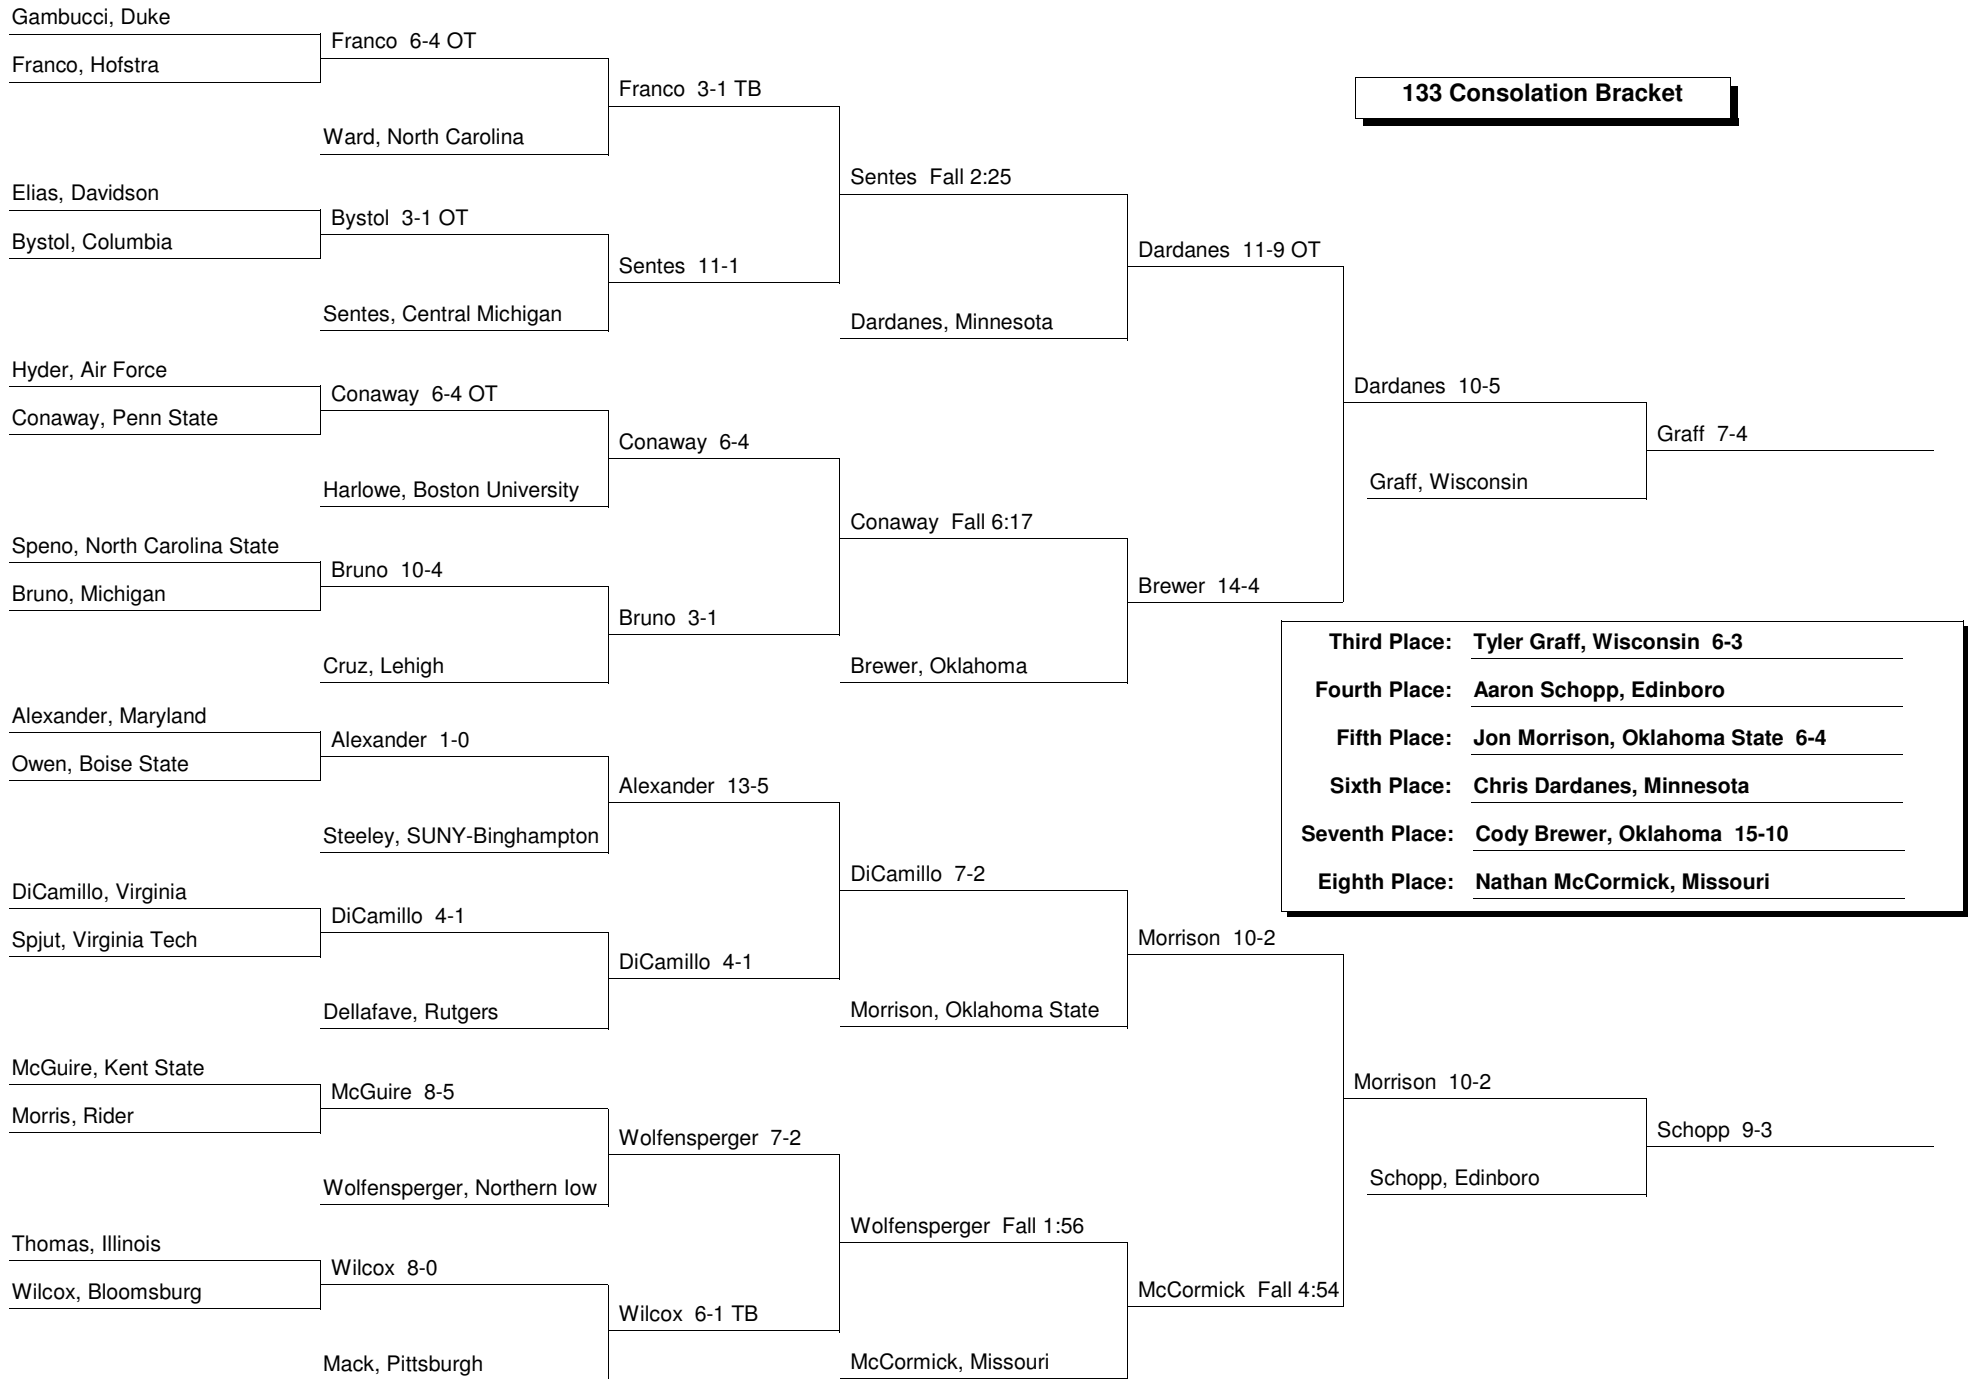 Gambucci, Duke
Franco, Hofstra
Elias, Davidson
Bystol, Columbia
Hyder, Air Force
Conaway, Penn State
Speno, North Carolina State
Bruno, Michigan
Alexander, Maryland
Owen, Boise State
DiCamillo, Virginia
Spjut, Virginia Tech
McGuire, Kent State
Morris, Rider
Thomas, Illinois
Wilcox, Bloomsburg
Franco 6-4 OT
Ward, North Carolina
Bystol 3-1 OT
Sentes, Central Michigan
Conaway 6-4 OT
Harlowe, Boston University
Bruno 10-4
Cruz, Lehigh
Alexander 1-0
Steeley, SUNY-Binghampton
DiCamillo 4-1
Dellafave, Rutgers
McGuire 8-5
Wolfensperger, Northern Iow
Wilcox 8-0
Mack, Pittsburgh
Franco 3-1 TB
Sentes 11-1
Conaway 6-4
Bruno 3-1
Alexander 13-5
DiCamillo 4-1
Wolfensperger 7-2
Wilcox 6-1 TB
Sentes Fall 2:25
Dardanes, Minnesota
Conaway Fall 6:17
Brewer, Oklahoma
DiCamillo 7-2
Morrison, Oklahoma State
Wolfensperger Fall 1:56
McCormick, Missouri
Dardanes 11-9 OT
Brewer 14-4
Morrison 10-2
McCormick Fall 4:54
Dardanes 10-5
Graff, Wisconsin
Morrison 10-2
Schopp, Edinboro
Graff 7-4
Schopp 9-3
133 Consolation Bracket
Third Place: Tyler Graff, Wisconsin 6-3
Fourth Place: Aaron Schopp, Edinboro
Fifth Place: Jon Morrison, Oklahoma State 6-4
Sixth Place: Chris Dardanes, Minnesota
Seventh Place: Cody Brewer, Oklahoma 15-10
Eighth Place: Nathan McCormick, Missouri